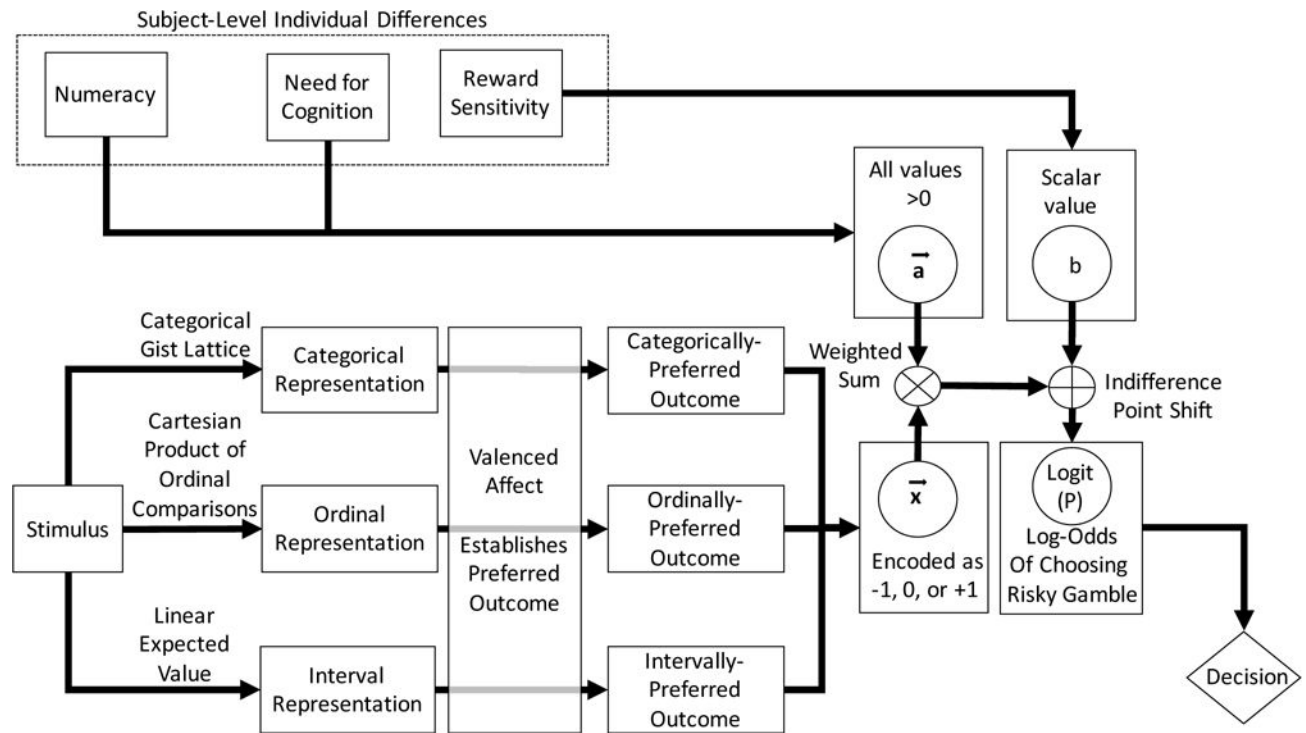 Subject-Level Individual Differences
Numeracy
Need for
Cognition
Reward
Sensitivity
All values
>0
a
Scalar
value
b
Categorical
Gist Lattice
Categorical
Representation
Categorically-
Preferred
Outcome
Weighted
Sum
Indifference
Point Shift
Cartesian
Product of
Ordinal
Comparisons
Stimulus
Ordinal
Representation
Valenced
Affect
Establishes
Preferred
Outcome
Ordinally-
Preferred
Outcome
x
Encoded as
-1, 0, or +1
Logit
(P)
Log-Odds
Of Choosing
Risky Gamble
Linear
Expected
Value
Interval
Representation
Intervally-
Preferred
Outcome
Decision